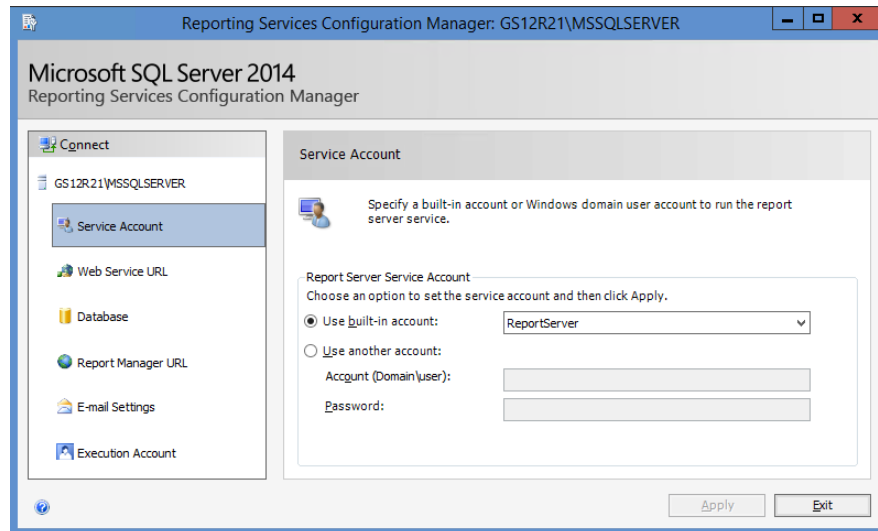 Reporting Services Configuration Manager: GS12R21\MSSQLSERVER
Microsoft SQL Server 2014
Reporting Services Configuration Manager
Connect
GS12R21\MSSQLSERVER
Service Account
Web Service URL
Database
Report Manager URL
E-mail Settings
Execution Account
Service Account
Specify a built-in account or Windows domain user account to run the report
server service.
Report Server Service Account
Choose an option to set the service account and then click Apply.
Use built-in account:
ReportServer
Use another account:
Account (Domain\user):
Password:
Apply
Exit